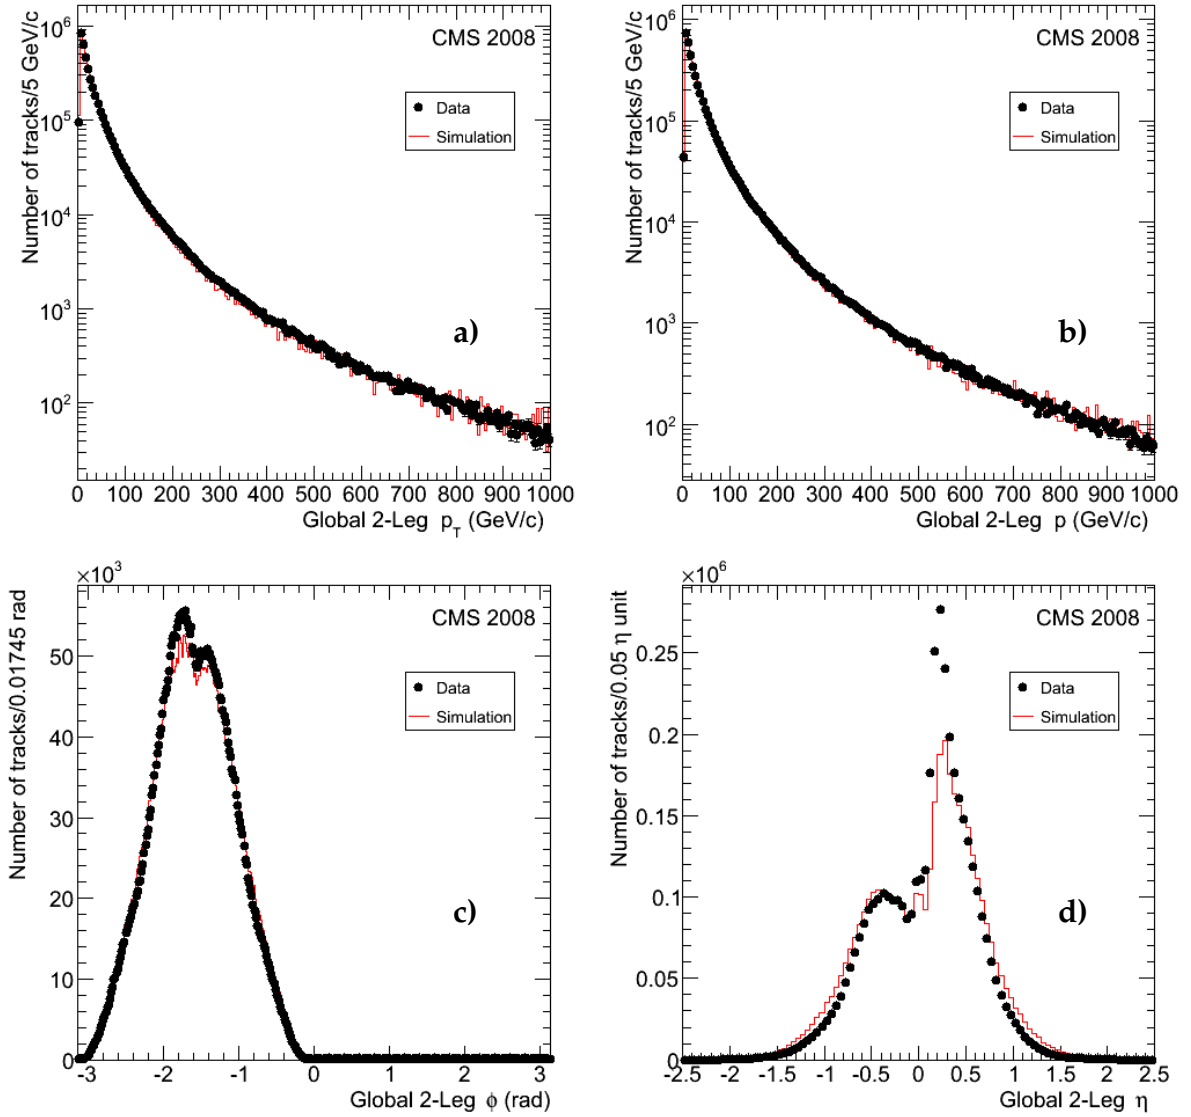 CMS 2008
Number of tracks/5 GeV/c
10^6
10^5
10^4
10^3
10^2
Data
Simulation
a)
0 100 200 300 400 500 600 700 800 900 1000
Global 2-Leg p_T (GeV/c)
CMS 2008
Number of tracks/5 GeV/c
10^6
10^5
10^4
10^3
10^2
Data
Simulation
b)
0 100 200 300 400 500 600 700 800 900 1000
Global 2-Leg p (GeV/c)
×10^3
CMS 2008
Number of tracks/0.01745 rad
50
40
30
20
10
0
Data
Simulation
c)
-3 -2 -1 0 1 2 3
Global 2-Leg ϕ (rad)
×10^6
CMS 2008
Number of tracks/0.05 η unit
0.25
0.2
0.15
0.1
0.05
0
Data
Simulation
d)
-2.5 -2 -1.5 -1 -0.5 0 0.5 1 1.5 2 2.5
Global 2-Leg η